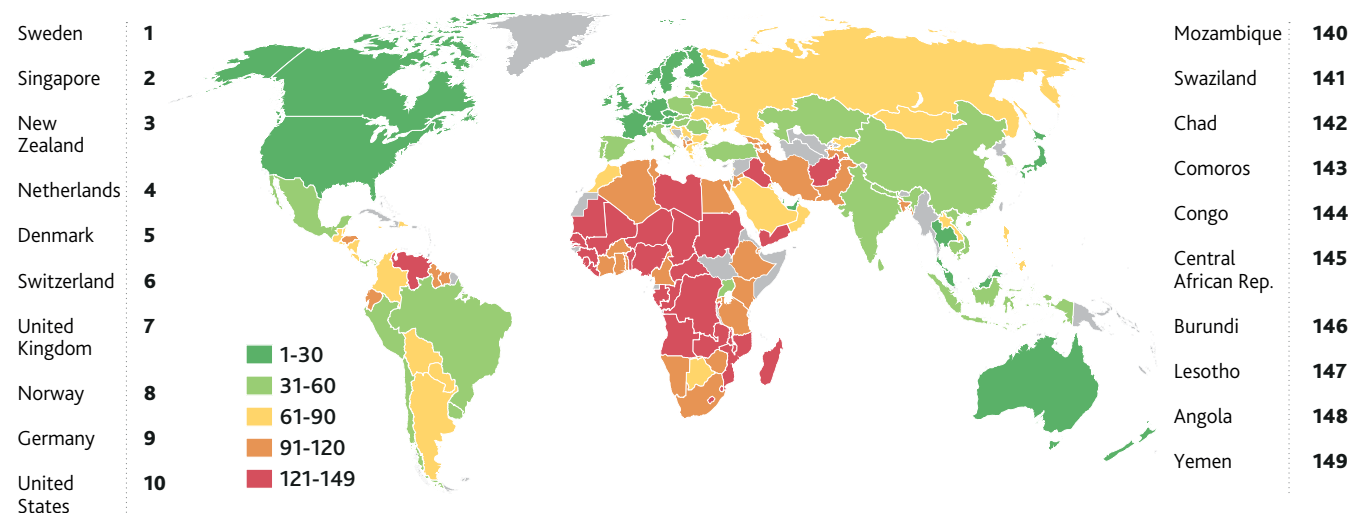 Sweden 1
Singapore 2
New 3
Zealand
Netherlands 4
Denmark 5
Switzerland 6
United 7
Kingdom
Norway 8
Germany 9
United 10
States
1-30
31-60
61-90
91-120
121-149
Mozambique 140
Swaziland 141
Chad 142
Comoros 143
Congo 144
Central 145
African Rep.
Burundi 146
Lesotho 147
Angola 148
Yemen 149